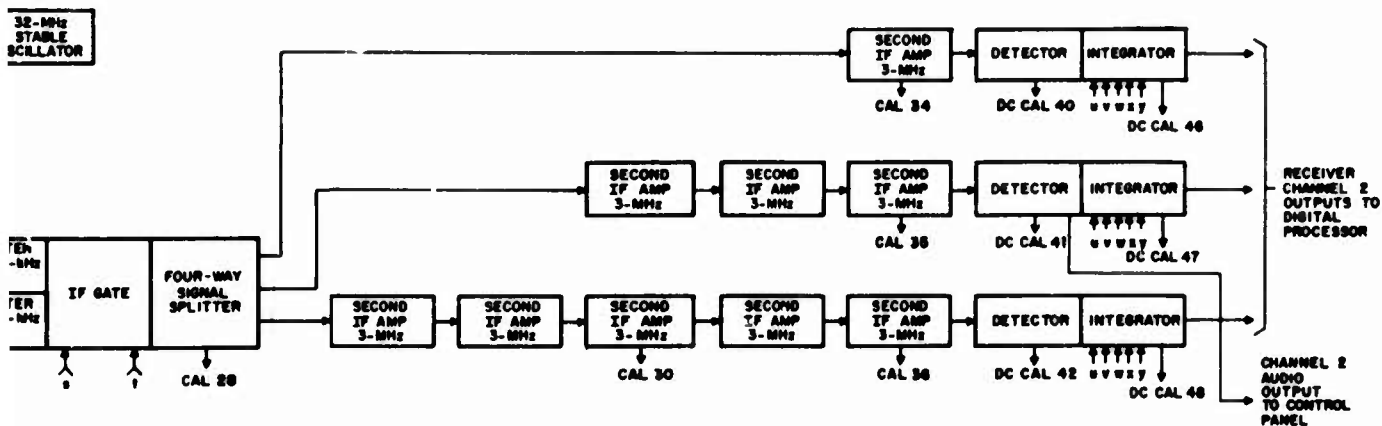 32-MHz
STABLE
SCILLATOR
SECOND
IF AMP
3-MHz
CAL 34
DETECTOR
DC CAL 40
INTEGRATOR
u v w x y
DC CAL 46
SECOND
IF AMP
3-MHz
SECOND
IF AMP
3-MHz
SECOND
IF AMP
3-MHz
CAL 35
DETECTOR
DC CAL 41
INTEGRATOR
u v w x y
DC CAL 47
RECEIVER
CHANNEL 2
OUTPUTS TO
DIGITAL
PROCESSOR
TER
-kHz
TER
-MHz
IF GATE
s
t
FOUR-WAY
SIGNAL
SPLITTER
CAL 28
SECOND
IF AMP
3-MHz
SECOND
IF AMP
3-MHz
SECOND
IF AMP
3-MHz
CAL 30
SECOND
IF AMP
3-MHz
SECOND
IF AMP
3-MHz
CAL 36
DETECTOR
DC CAL 42
INTEGRATOR
u v w x y
DC CAL 48
CHANNEL 2
AUDIO
OUTPUT
TO CONTROL
PANEL